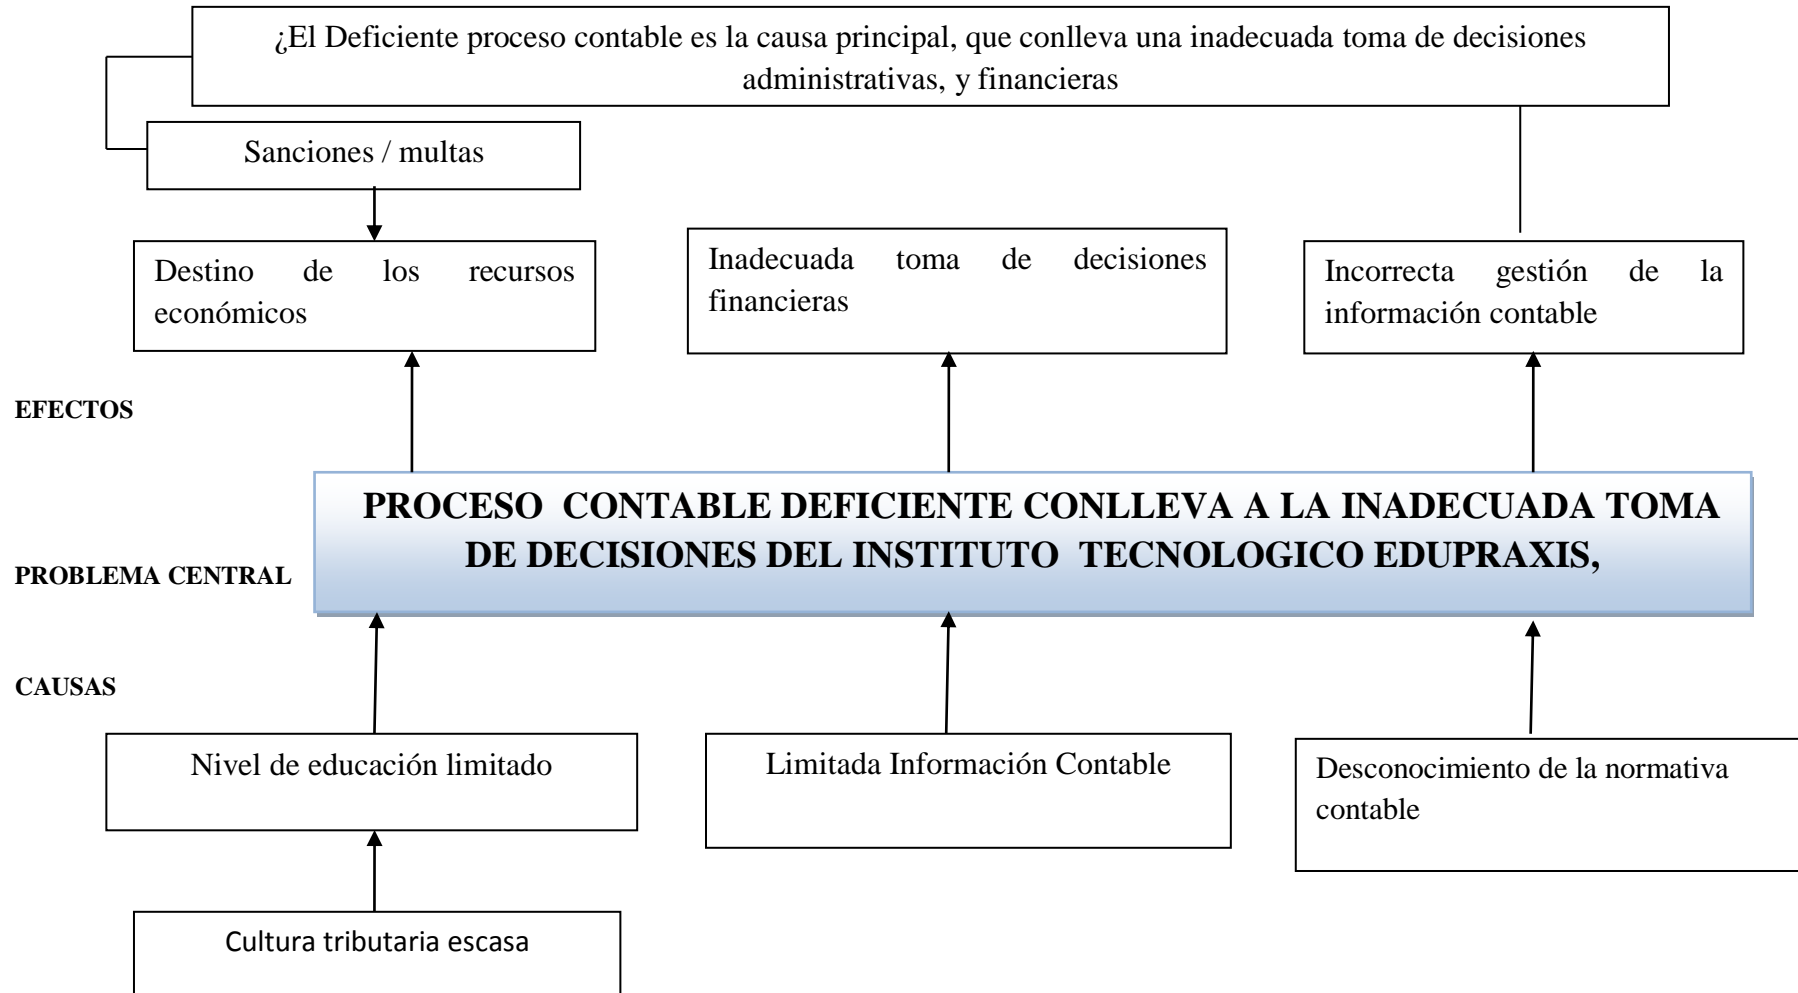 ¿El Deficiente proceso contable es la causa principal, que conlleva una inadecuada toma de decisiones
administrativas, y financieras
Sanciones / multas
Destino de los recursos
económicos
Inadecuada toma de decisiones
financieras
Incorrecta gestión de la
información contable
EFECTOS
PROCESO CONTABLE DEFICIENTE CONLLEVA A LA INADECUADA TOMA
DE DECISIONES DEL INSTITUTO TECNOLOGICO EDUPRAXIS,
PROBLEMA CENTRAL
CAUSAS
Nivel de educación limitado
Limitada Información Contable
Desconocimiento de la normativa
contable
Cultura tributaria escasa